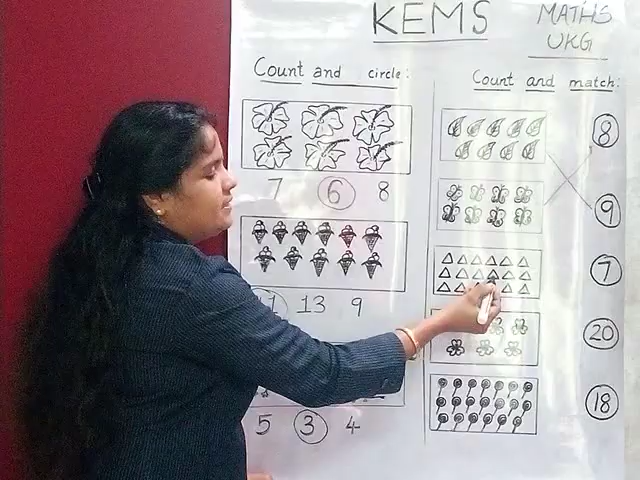 KEMS
MATHS
UKG
Count and circle:
7 6 8
11 13 9
5 3 4
Count and match:
8
9
7
20
18